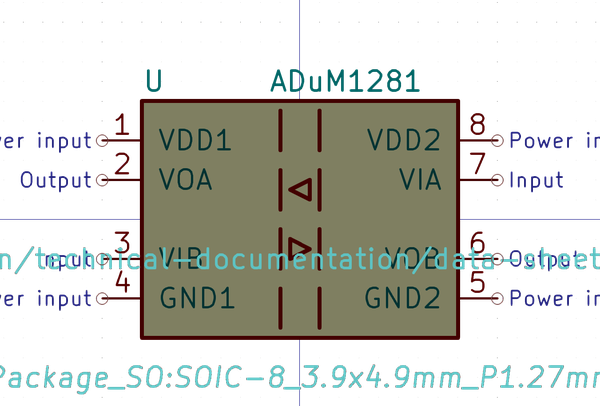 U ADuM1281
er input 1 VDD1 VDD2 8 Power in
Output 2 VOA VIA 7 Input
Input 3 VIB VOB 6 Output
n/technical-documentation/data-sheet
er input 4 GND1 GND2 5 Power in
Package_SO:SOIC-8_3.9x4.9mm_P1.27mm